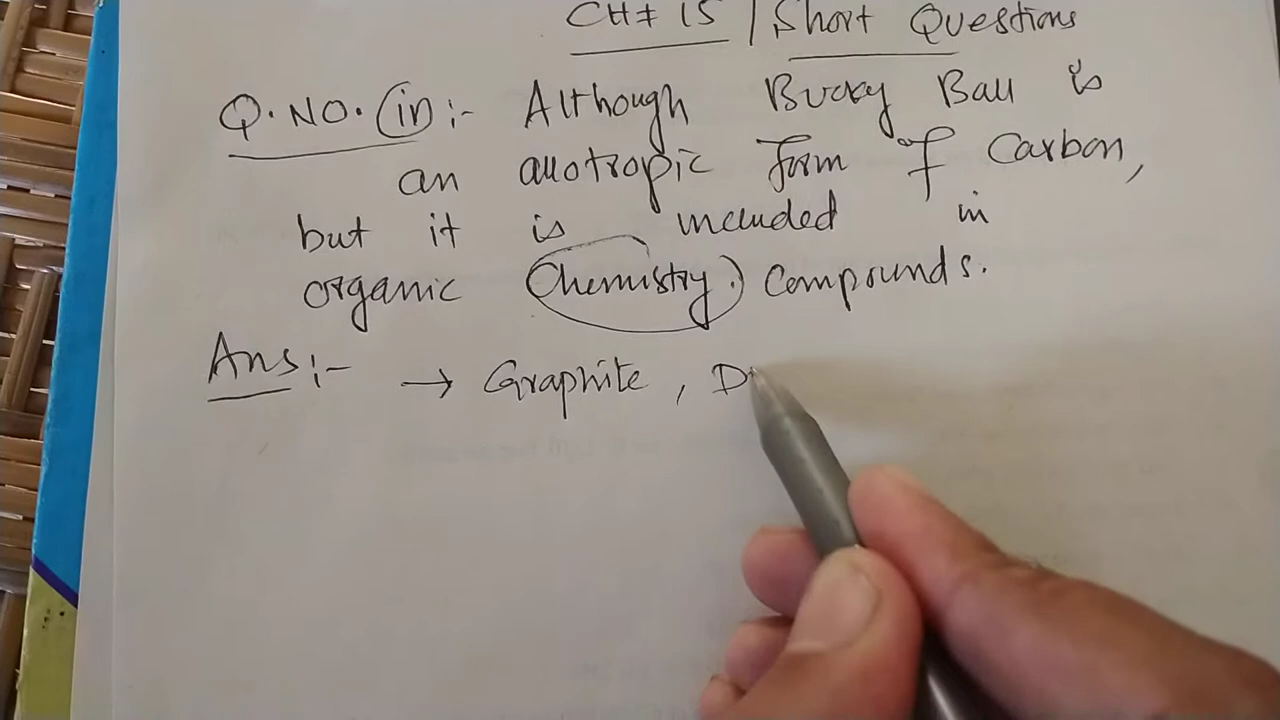 CH# 15 | Short Questions
Q.NO. (iv):- Although Bucky Ball is
an allotropic form of Carbon,
but it is included in
organic (Chemistry.) Compounds.
Ans:- → Graphite, Di